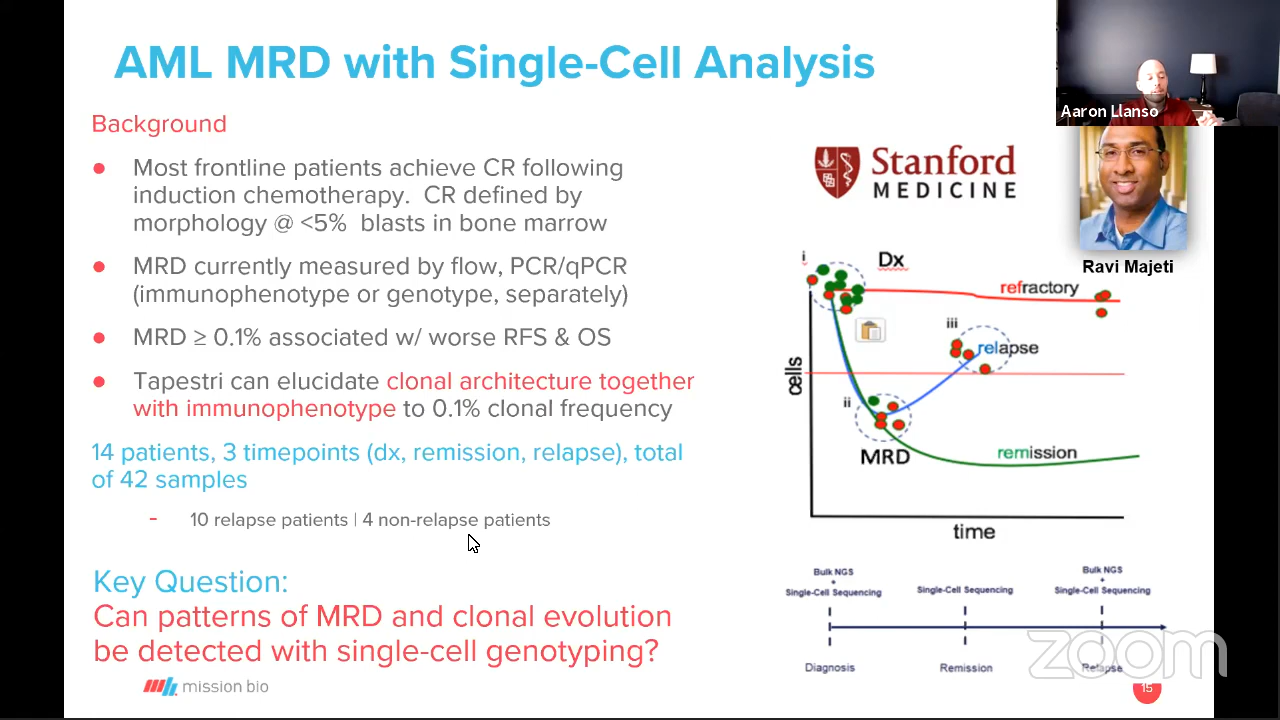 AML MRD with Single-Cell Analysis
Aaron Llanso
Background
Most frontline patients achieve CR following
induction chemotherapy. CR defined by
morphology @ <5% blasts in bone marrow
MRD currently measured by flow, PCR/qPCR
(immunophenotype or genotype, separately)
MRD ≥ 0.1% associated w/ worse RFS & OS
Tapestri can elucidate clonal architecture together
with immunophenotype to 0.1% clonal frequency
14 patients, 3 timepoints (dx, remission, relapse), total
of 42 samples
- 10 relapse patients | 4 non-relapse patients
Key Question:
Can patterns of MRD and clonal evolution
be detected with single-cell genotyping?
mission bio
Stanford
MEDICINE
Ravi Majeti
i
Dx
refractory
iii
relapse
cells
ii
MRD
remission
time
Bulk NGS
+
Single-Cell Sequencing
Single-Cell Sequencing
Bulk NGS
+
Single-Cell Sequencing
Diagnosis
Remission
Relapse
zoom
15